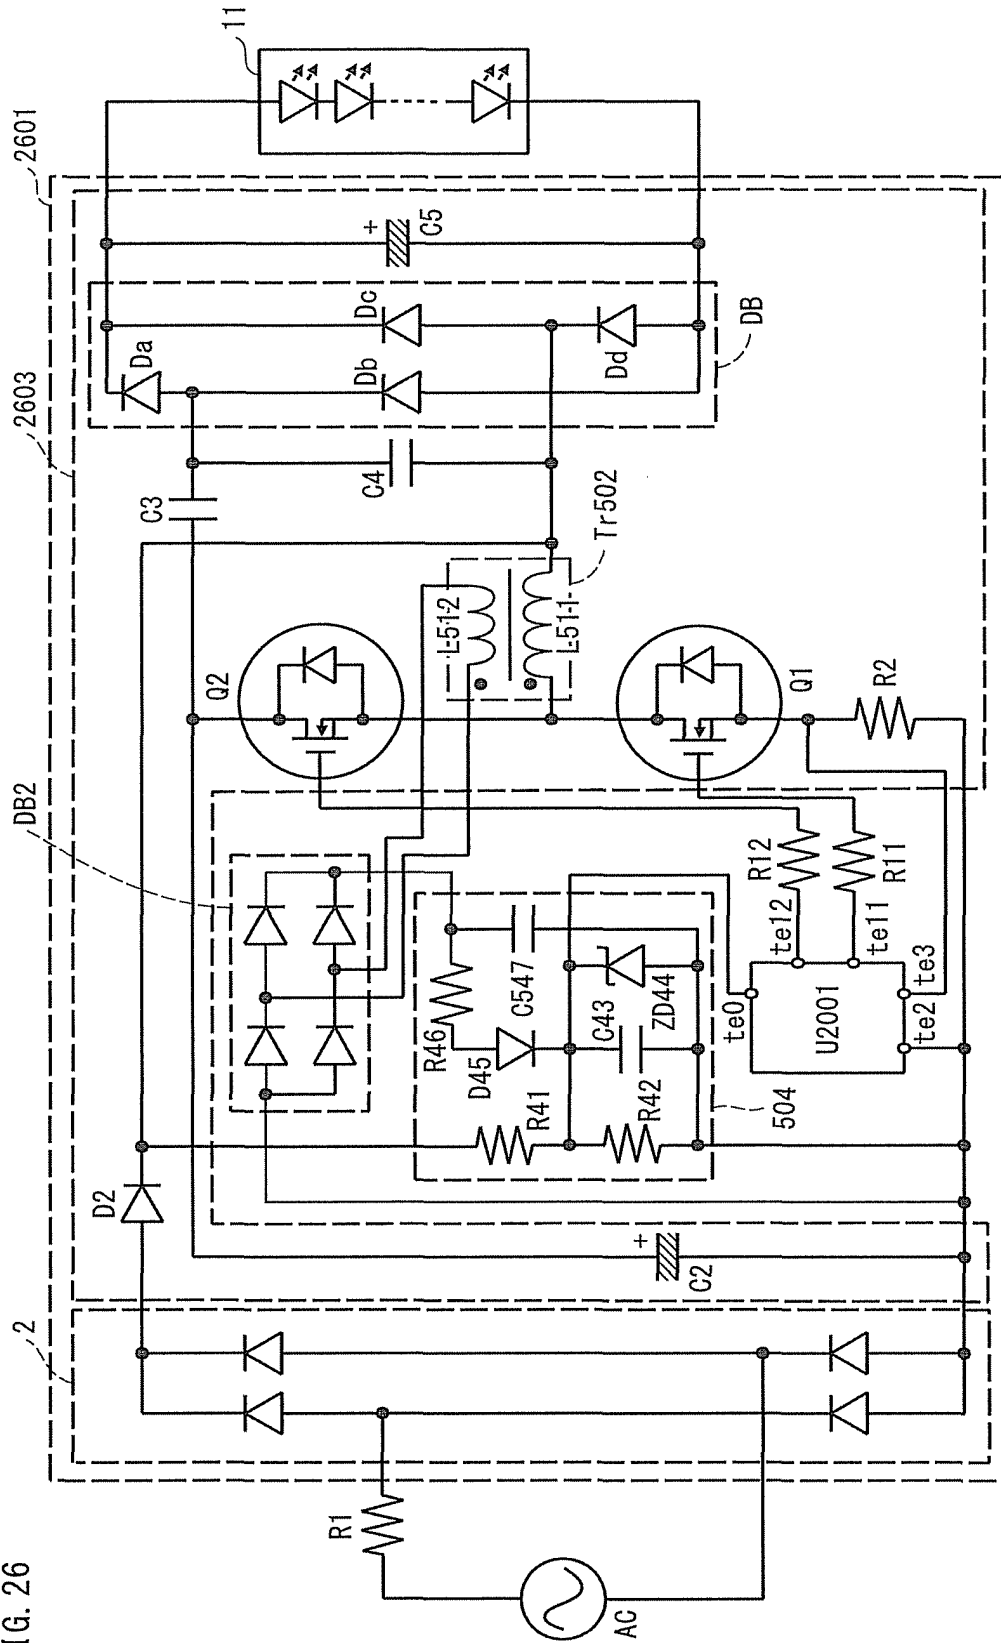 IG. 26
2601
2603
2
DB2
11
R1
AC
D2
C2
R41
R42
D45
R46
C547
C43
ZD44
504
te0
U2001
te12
te11
te2
te3
R12
R11
Q2
Q1
R2
L51-2
L51-1
Tr502
C3
C4
Da
Db
Dc
Dd
DB
+
C5
+